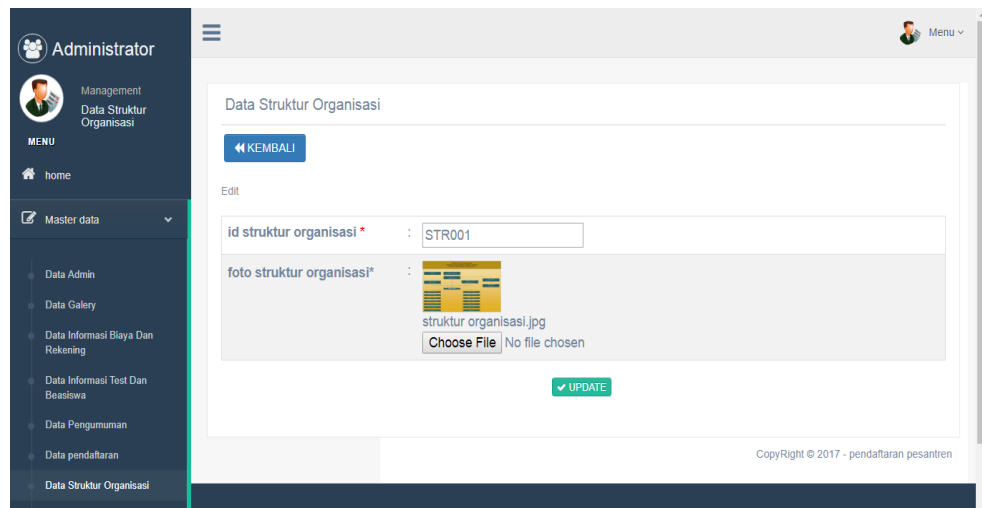 Administrator
Management
Data Struktur
Organisasi
MENU
home
Master data
Data Admin
Data Galery
Data Informasi Biaya Dan
Rekening
Data Informasi Test Dan
Beasiswa
Data Pengumuman
Data pendaftaran
Data Struktur Organisasi
Menu
Data Struktur Organisasi
KEMBALI
Edit
id struktur organisasi * : STR001
foto struktur organisasi* :
struktur organisasi.jpg
Choose File No file chosen
UPDATE
CopyRight © 2017 - pendaftaran pesantren